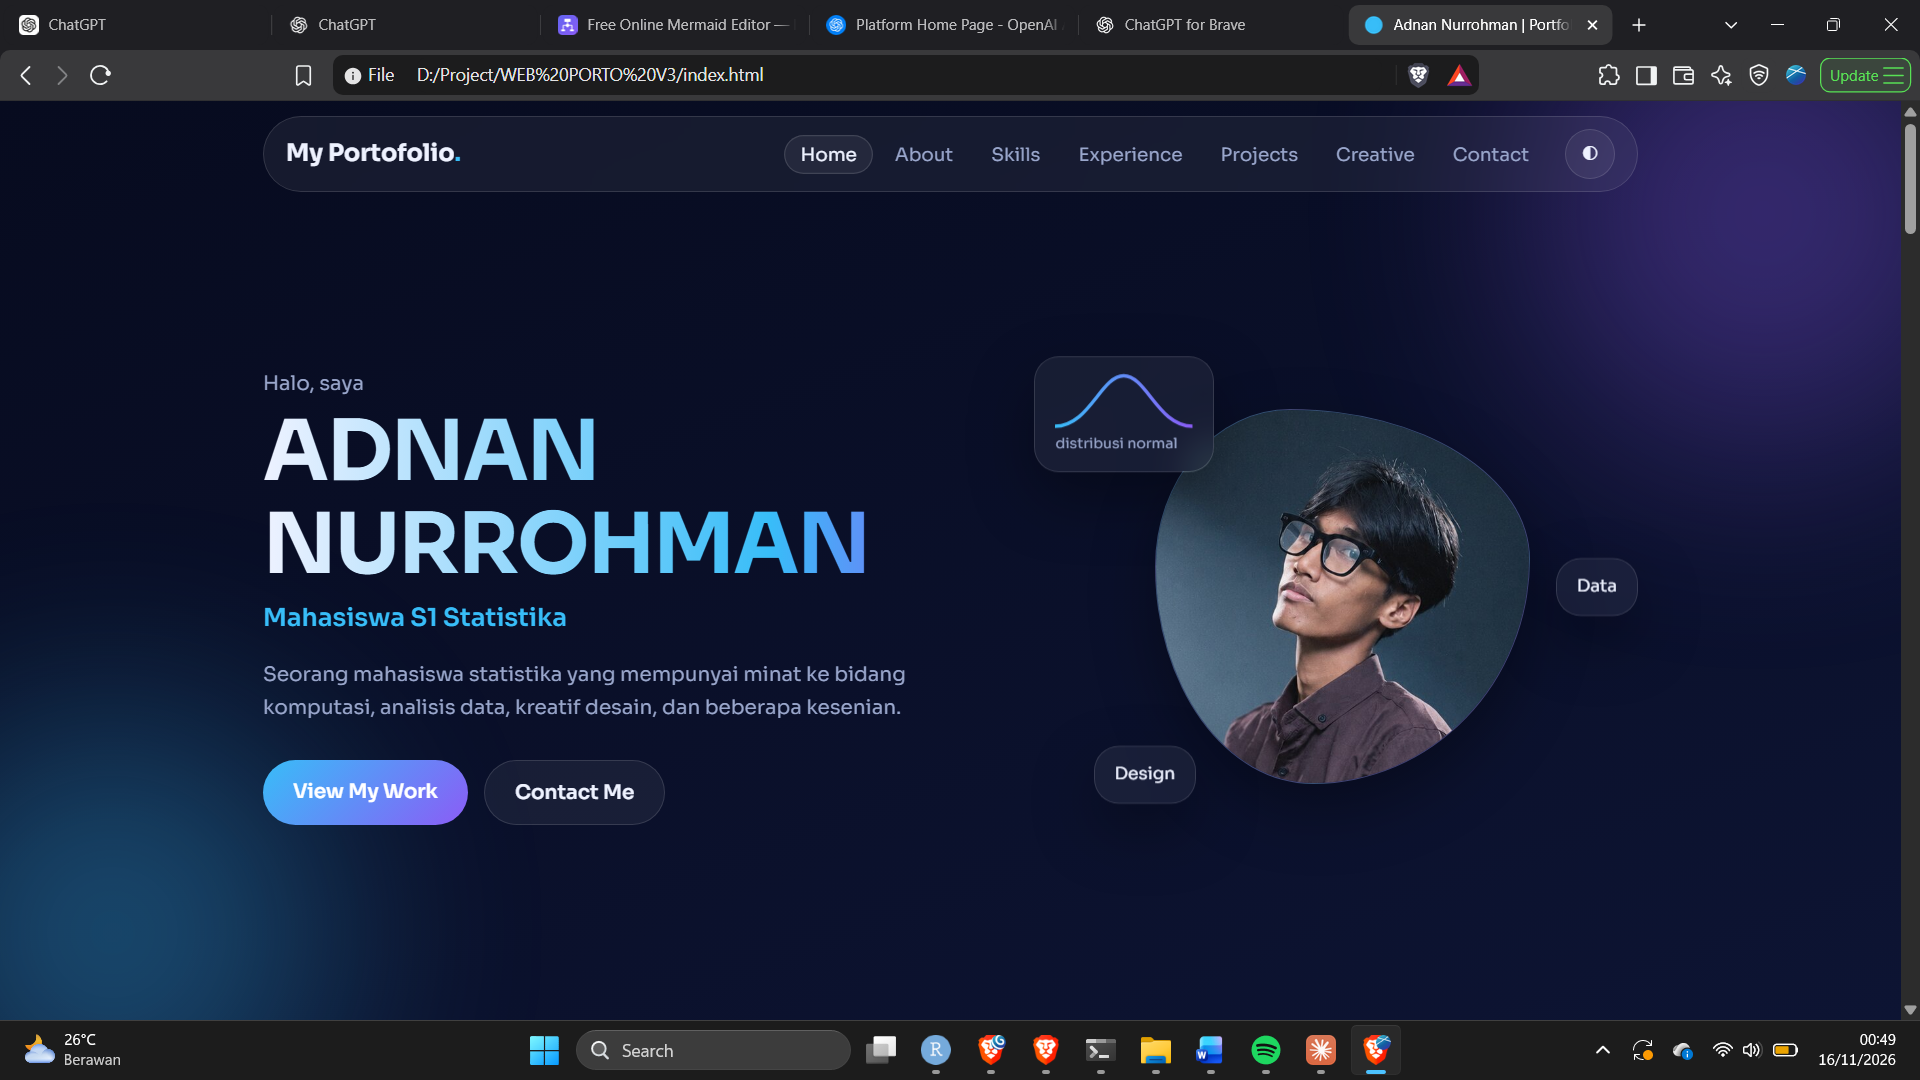 ChatGPT
ChatGPT
Free Online Mermaid Editor —
Platform Home Page - OpenAI
ChatGPT for Brave
Adnan Nurrohman | Portfo
File
D:/Project/WEB%20PORTO%20V3/index.html
Update
My Portofolio.
Home
About
Skills
Experience
Projects
Creative
Contact
Halo, saya
ADNAN
NURROHMAN
Mahasiswa S1 Statistika
Seorang mahasiswa statistika yang mempunyai minat ke bidang
komputasi, analisis data, kreatif desain, dan beberapa kesenian.
View My Work
Contact Me
distribusi normal
Data
Design
26°C
Berawan
Search
00:49
16/11/2026